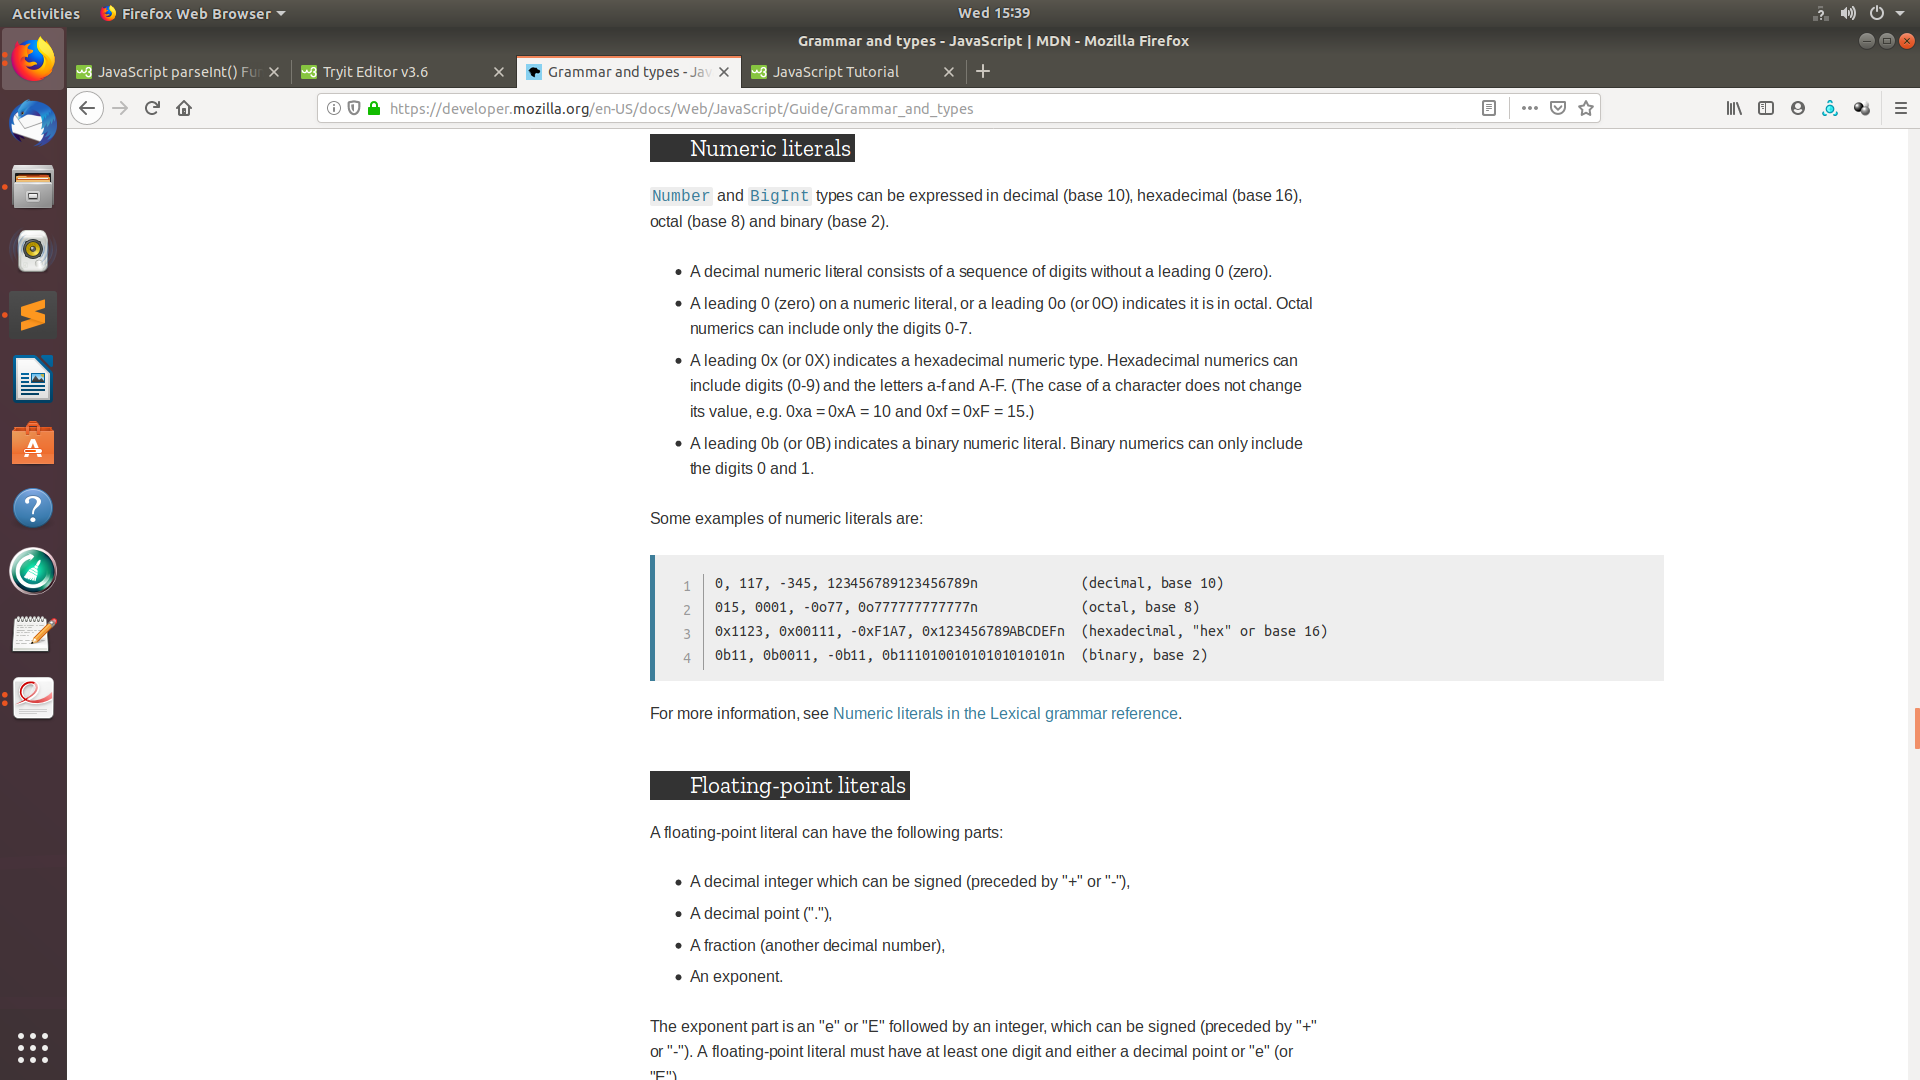 Activities
Firefox Web Browser
Wed 15:39
Grammar and types - JavaScript | MDN - Mozilla Firefox
JavaScript parseInt() Fun
Tryit Editor v3.6
Grammar and types - Jav
JavaScript Tutorial
https://developer.mozilla.org/en-US/docs/Web/JavaScript/Guide/Grammar_and_types
Numeric literals
Number and BigInt types can be expressed in decimal (base 10), hexadecimal (base 16),
octal (base 8) and binary (base 2).
• A decimal numeric literal consists of a sequence of digits without a leading 0 (zero).
• A leading 0 (zero) on a numeric literal, or a leading 0o (or 0O) indicates it is in octal. Octal
numerics can include only the digits 0-7.
• A leading 0x (or 0X) indicates a hexadecimal numeric type. Hexadecimal numerics can
include digits (0-9) and the letters a-f and A-F. (The case of a character does not change
its value, e.g. 0xa = 0xA = 10 and 0xf = 0xF = 15.)
• A leading 0b (or 0B) indicates a binary numeric literal. Binary numerics can only include
the digits 0 and 1.
Some examples of numeric literals are:
1 0, 117, -345, 123456789123456789n (decimal, base 10)
2 015, 0001, -0o77, 0o777777777777n (octal, base 8)
3 0x1123, 0x00111, -0xF1A7, 0x123456789ABCDEFn (hexadecimal, "hex" or base 16)
4 0b11, 0b0011, -0b11, 0b11101001010101010101n (binary, base 2)
For more information, see Numeric literals in the Lexical grammar reference.
Floating-point literals
A floating-point literal can have the following parts:
• A decimal integer which can be signed (preceded by "+" or "-"),
• A decimal point ("."),
• A fraction (another decimal number),
• An exponent.
The exponent part is an "e" or "E" followed by an integer, which can be signed (preceded by "+"
or "-"). A floating-point literal must have at least one digit and either a decimal point or "e" (or
"E").